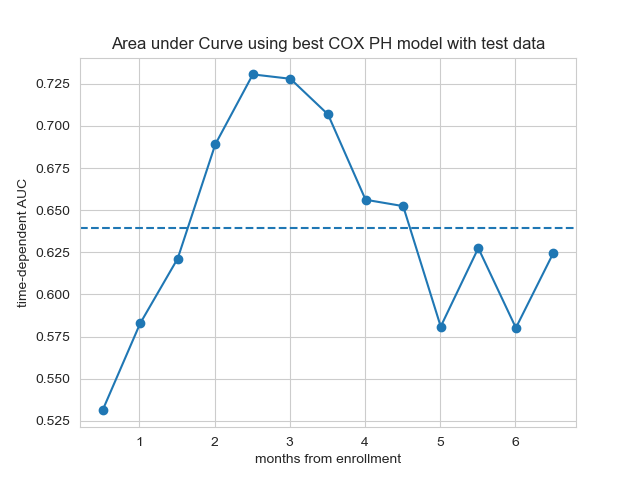 Area under Curve using best COX PH model with test data
time-dependent AUC
0.725
0.700
0.675
0.650
0.625
0.600
0.575
0.550
0.525
1 2 3 4 5 6
months from enrollment